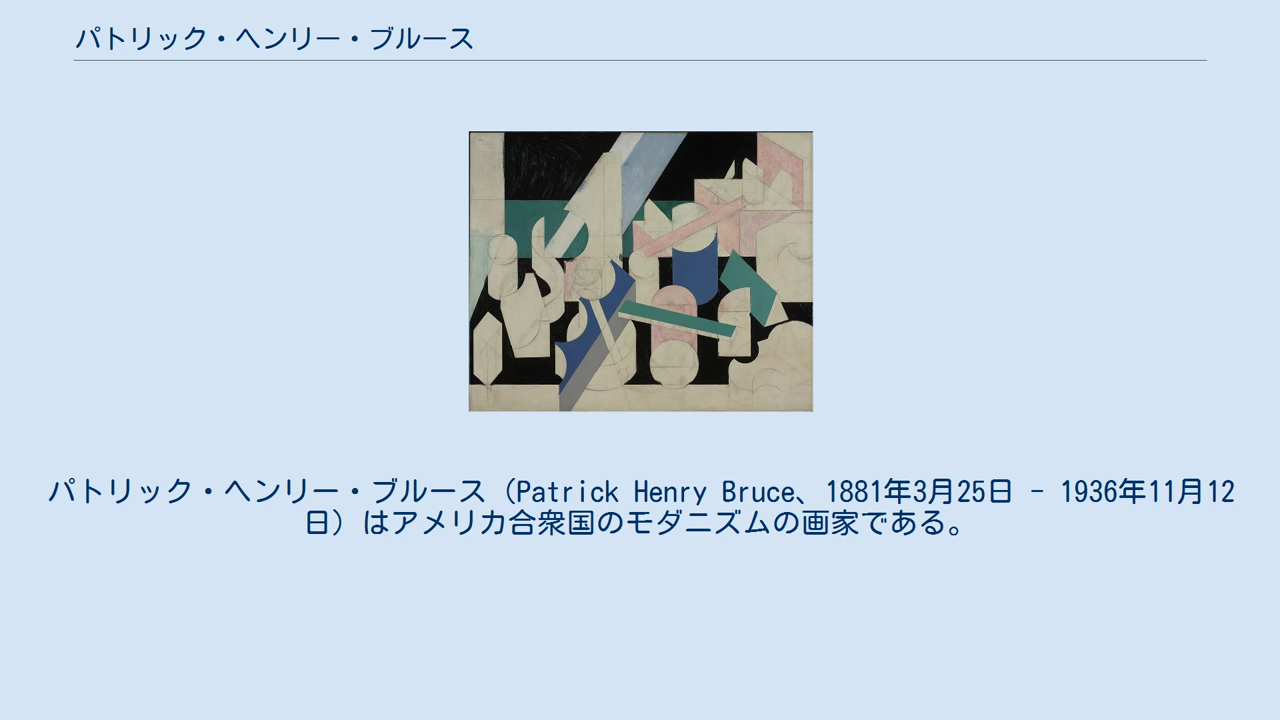 パトリック・ヘンリー・ブルース
パトリック・ヘンリー・ブルース（Patrick Henry Bruce、1881年3月25日 - 1936年11月12
日）はアメリカ合衆国のモダニズムの画家である。